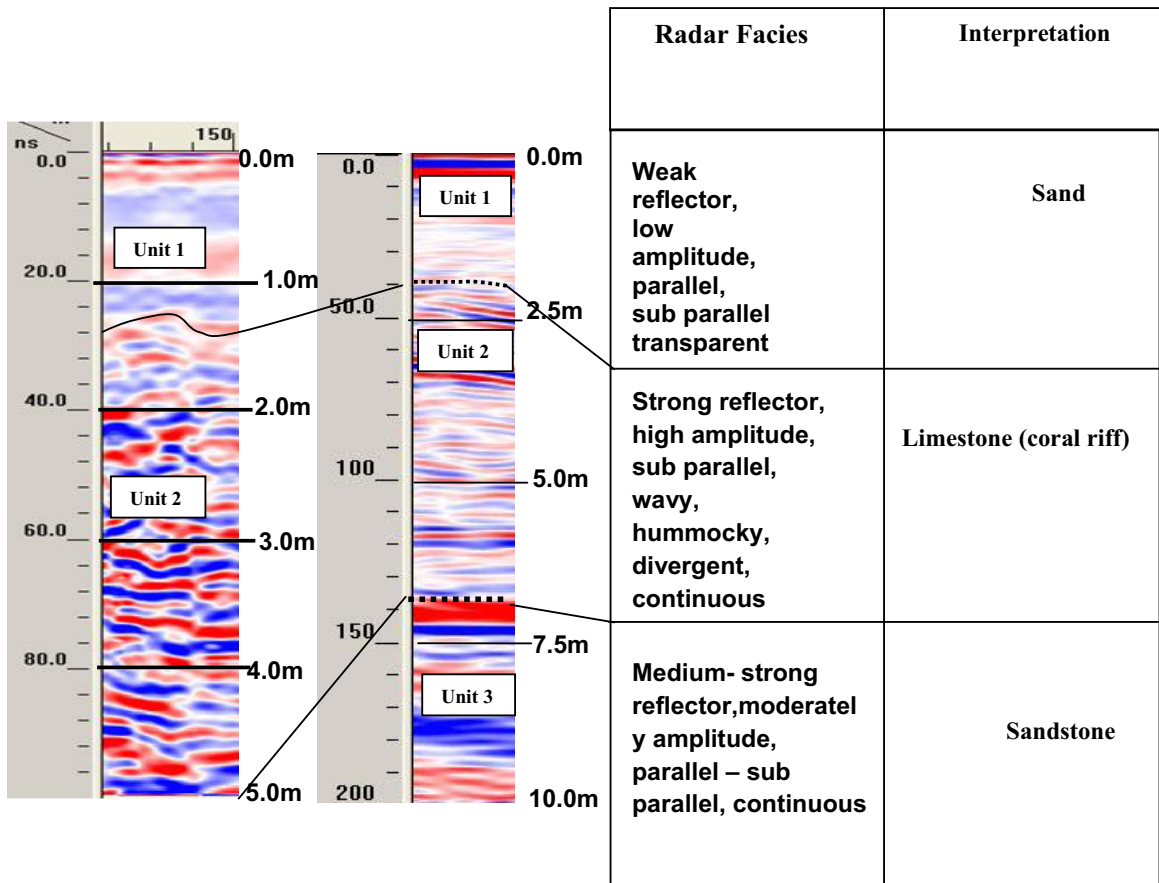 Radar Facies
Interpretation
Weak
reflector,
low
amplitude,
parallel,
sub parallel
transparent
Sand
Strong reflector,
high amplitude,
sub parallel,
wavy,
hummocky,
divergent,
continuous
Limestone (coral riff)
Medium- strong
reflector,moderatel
y amplitude,
parallel – sub
parallel, continuous
Sandstone
150
ns
0.0
20.0
40.0
60.0
80.0
0.0m
1.0m
2.0m
3.0m
4.0m
5.0m
Unit 1
Unit 2
0.0
50.0
100
150
200
0.0m
2.5m
5.0m
7.5m
10.0m
Unit 1
Unit 2
Unit 3